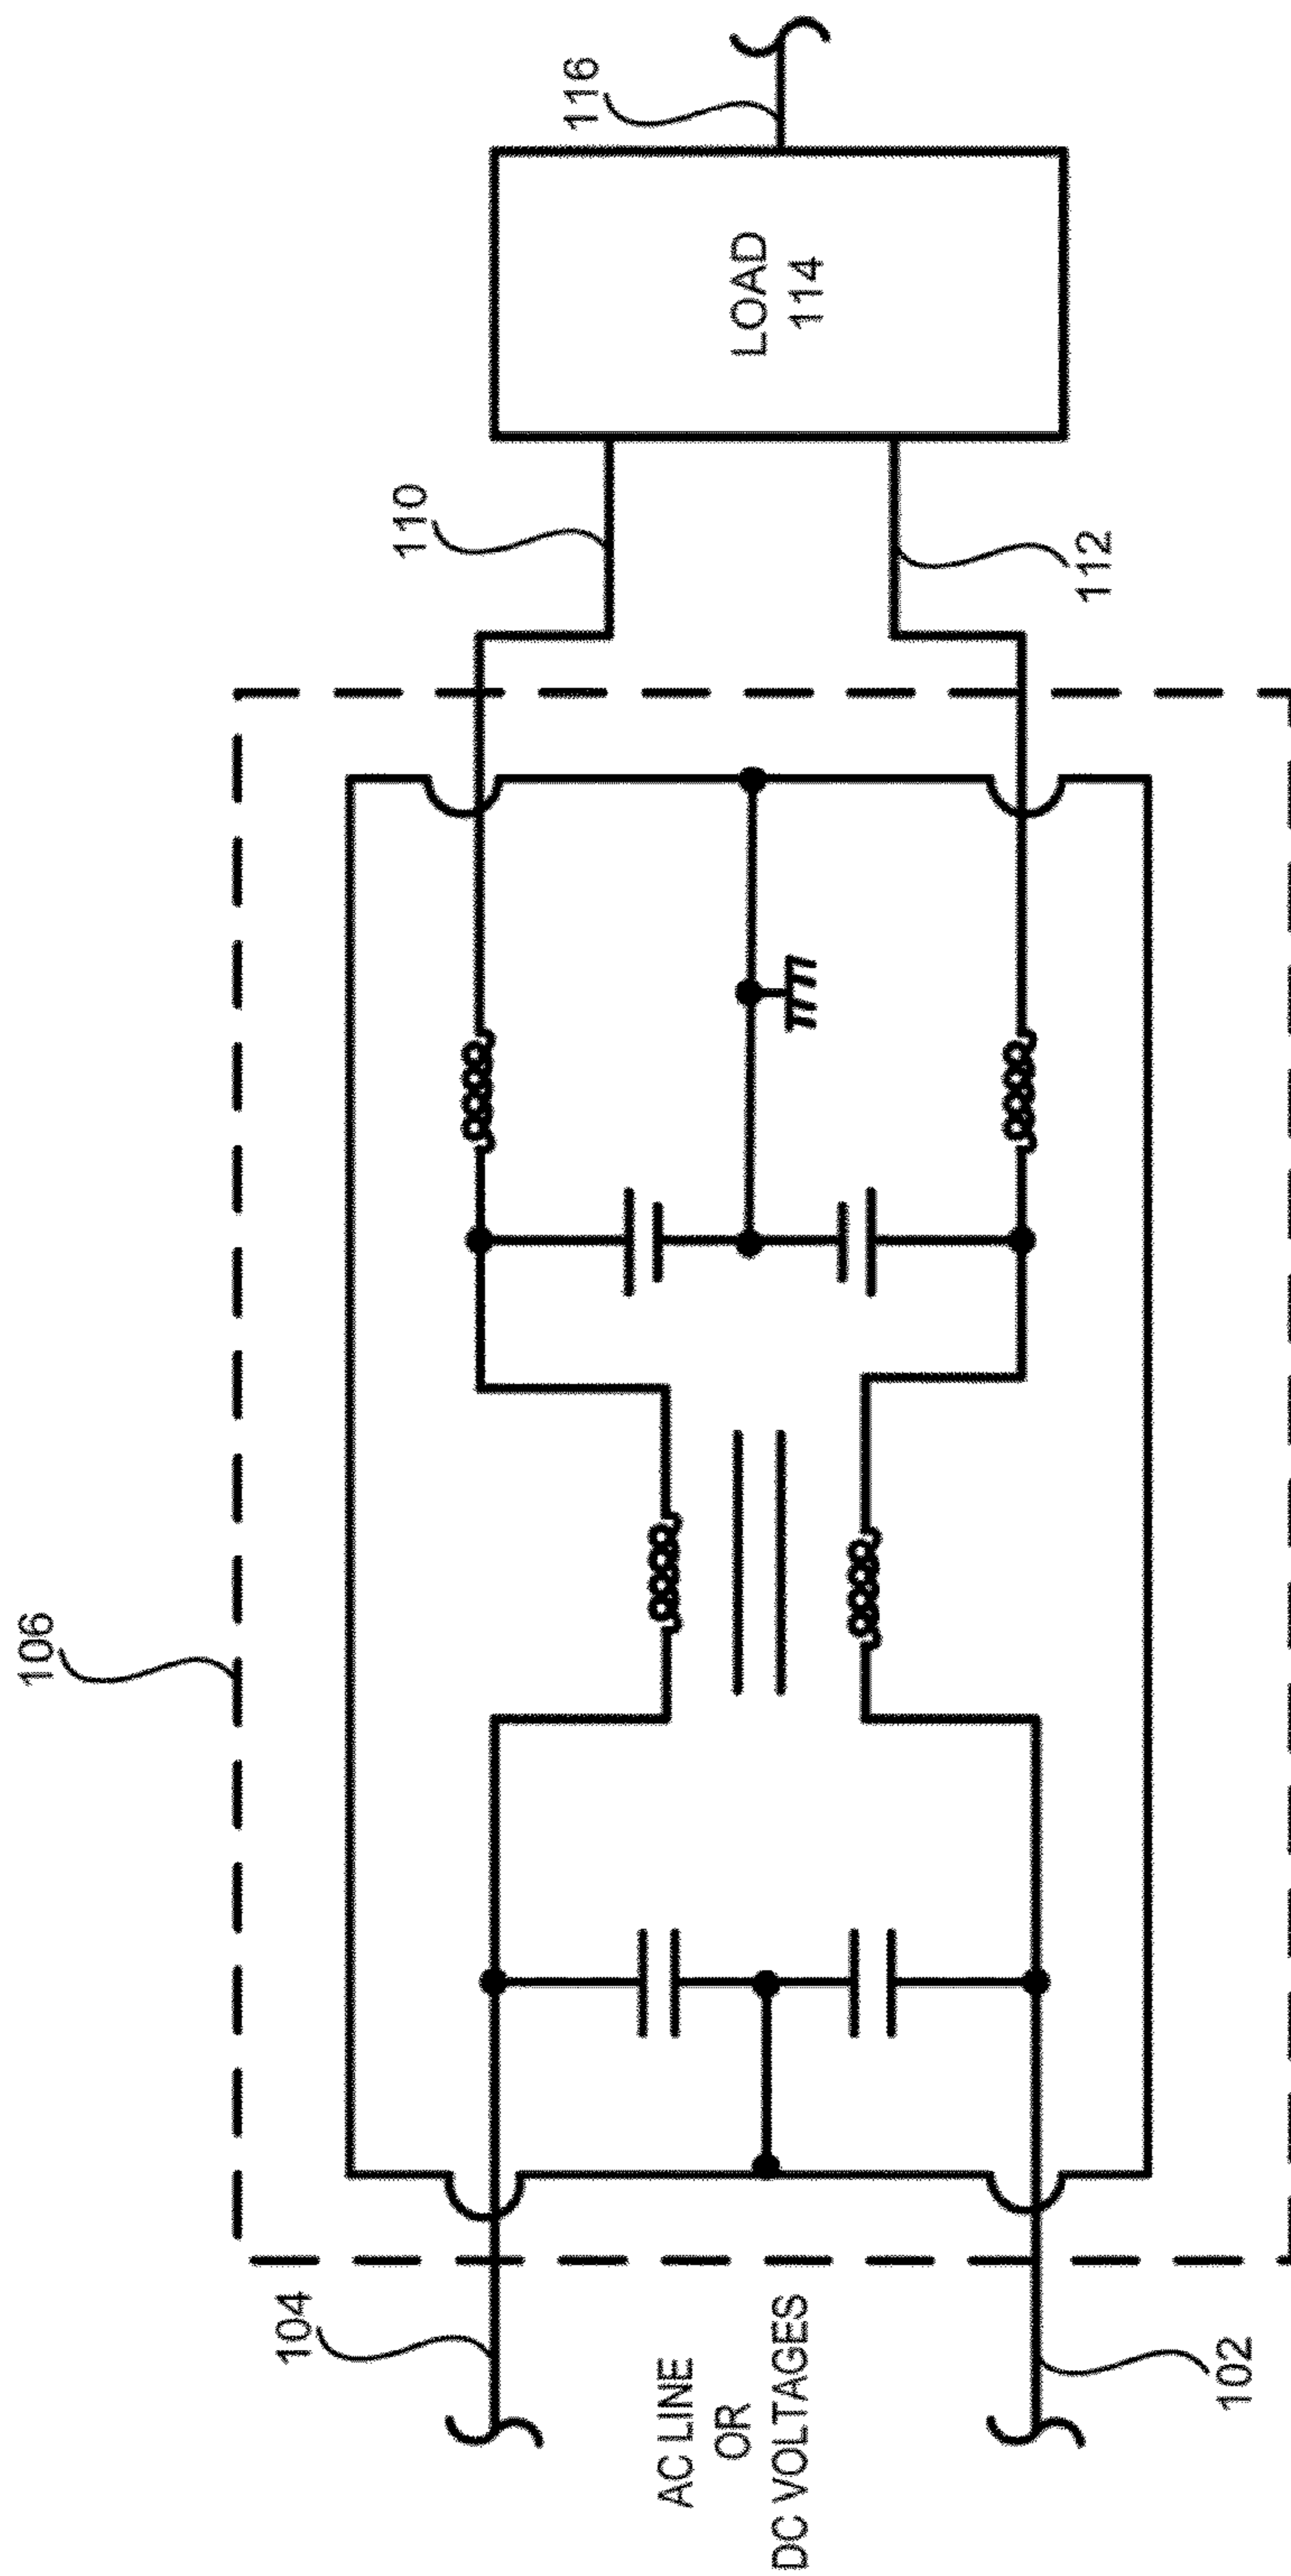 106
104
AC LINE
OR
DC VOLTAGES
102
110
112
116
LOAD
114